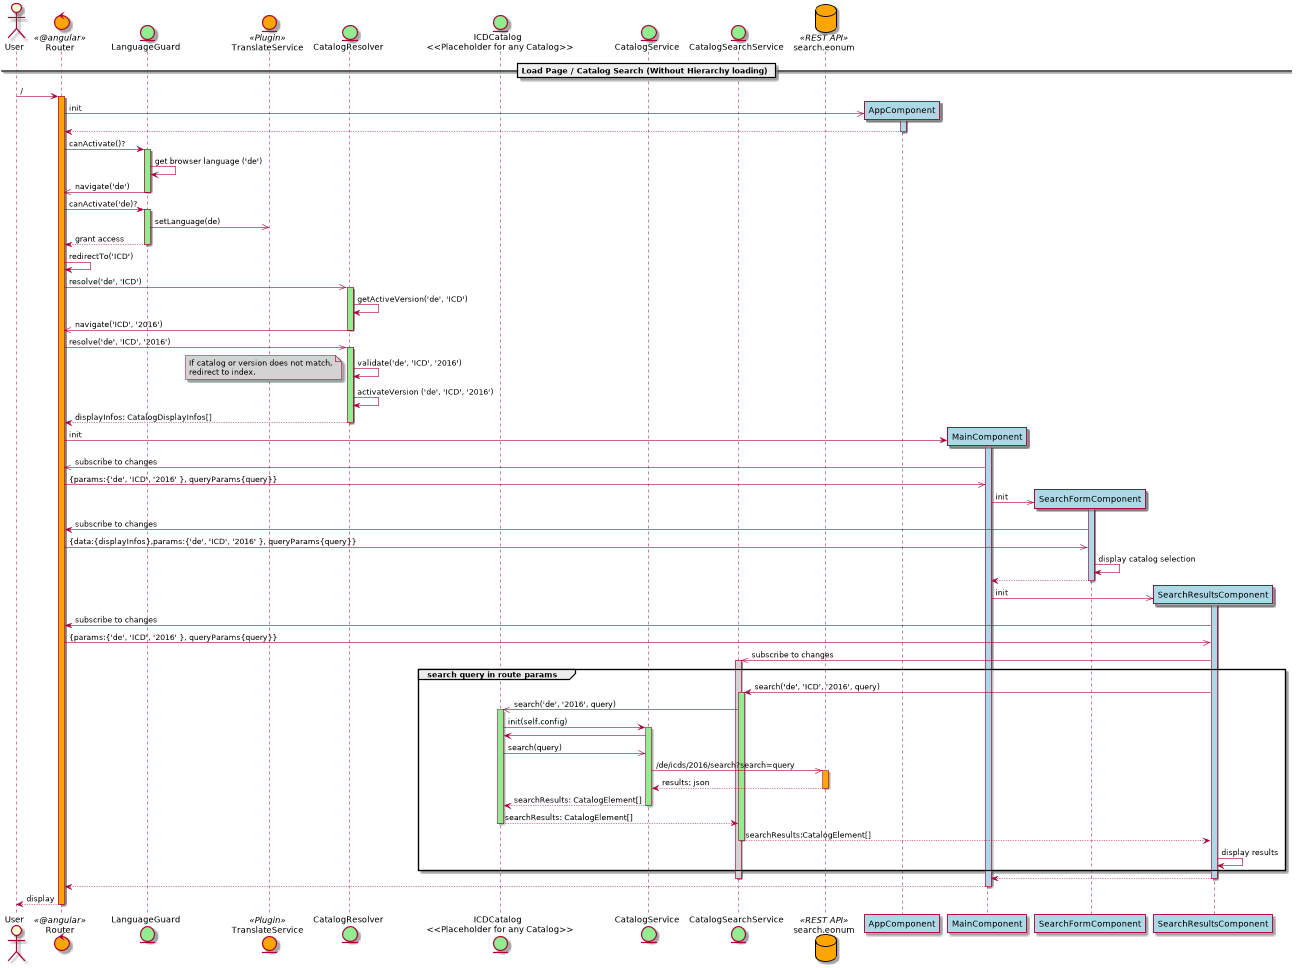 «@angular»
«Plugin»
ICDCatalog
«REST API»
User
Router
LanguageGuard
TranslateService
CatalogResolver
<<Placeholder for any Catalog>>
CatalogService
CatalogSearchService
search.eonum
Load Page / Catalog Search (Without Hierarchy loading)
/
init
AppComponent
canActivate()?
get browser language ('de')
navigate('de')
canActivate('de)?
setLanguage(de)
grant access
redirectTo('ICD')
resolve('de', 'ICD')
getActiveVersion('de', 'ICD')
navigate('ICD', '2016')
resolve('de', 'ICD', '2016')
If catalog or version does not match,
redirect to index.
validate('de', 'ICD', '2016')
activateVersion ('de', 'ICD', '2016')
displayInfos: CatalogDisplayInfos[]
init
MainComponent
subscribe to changes
{params:{'de', 'ICD', '2016' }, queryParams{query}}
init
SearchFormComponent
subscribe to changes
{data:{displayInfos},params:{'de', 'ICD', '2016' }, queryParams{query}}
display catalog selection
init
SearchResultsComponent
subscribe to changes
{params:{'de', 'ICD', '2016' }, queryParams{query}}
subscribe to changes
search query in route params
search('de', 'ICD', '2016', query)
search('de', '2016', query)
init(self.config)
search(query)
/de/icds/2016/search?search=query
results: json
searchResults: CatalogElement[]
searchResults: CatalogElement[]
searchResults:CatalogElement[]
display results
display
User
«@angular»
Router
LanguageGuard
«Plugin»
TranslateService
CatalogResolver
ICDCatalog
<<Placeholder for any Catalog>>
CatalogService
CatalogSearchService
«REST API»
search.eonum
AppComponent
MainComponent
SearchFormComponent
SearchResultsComponent